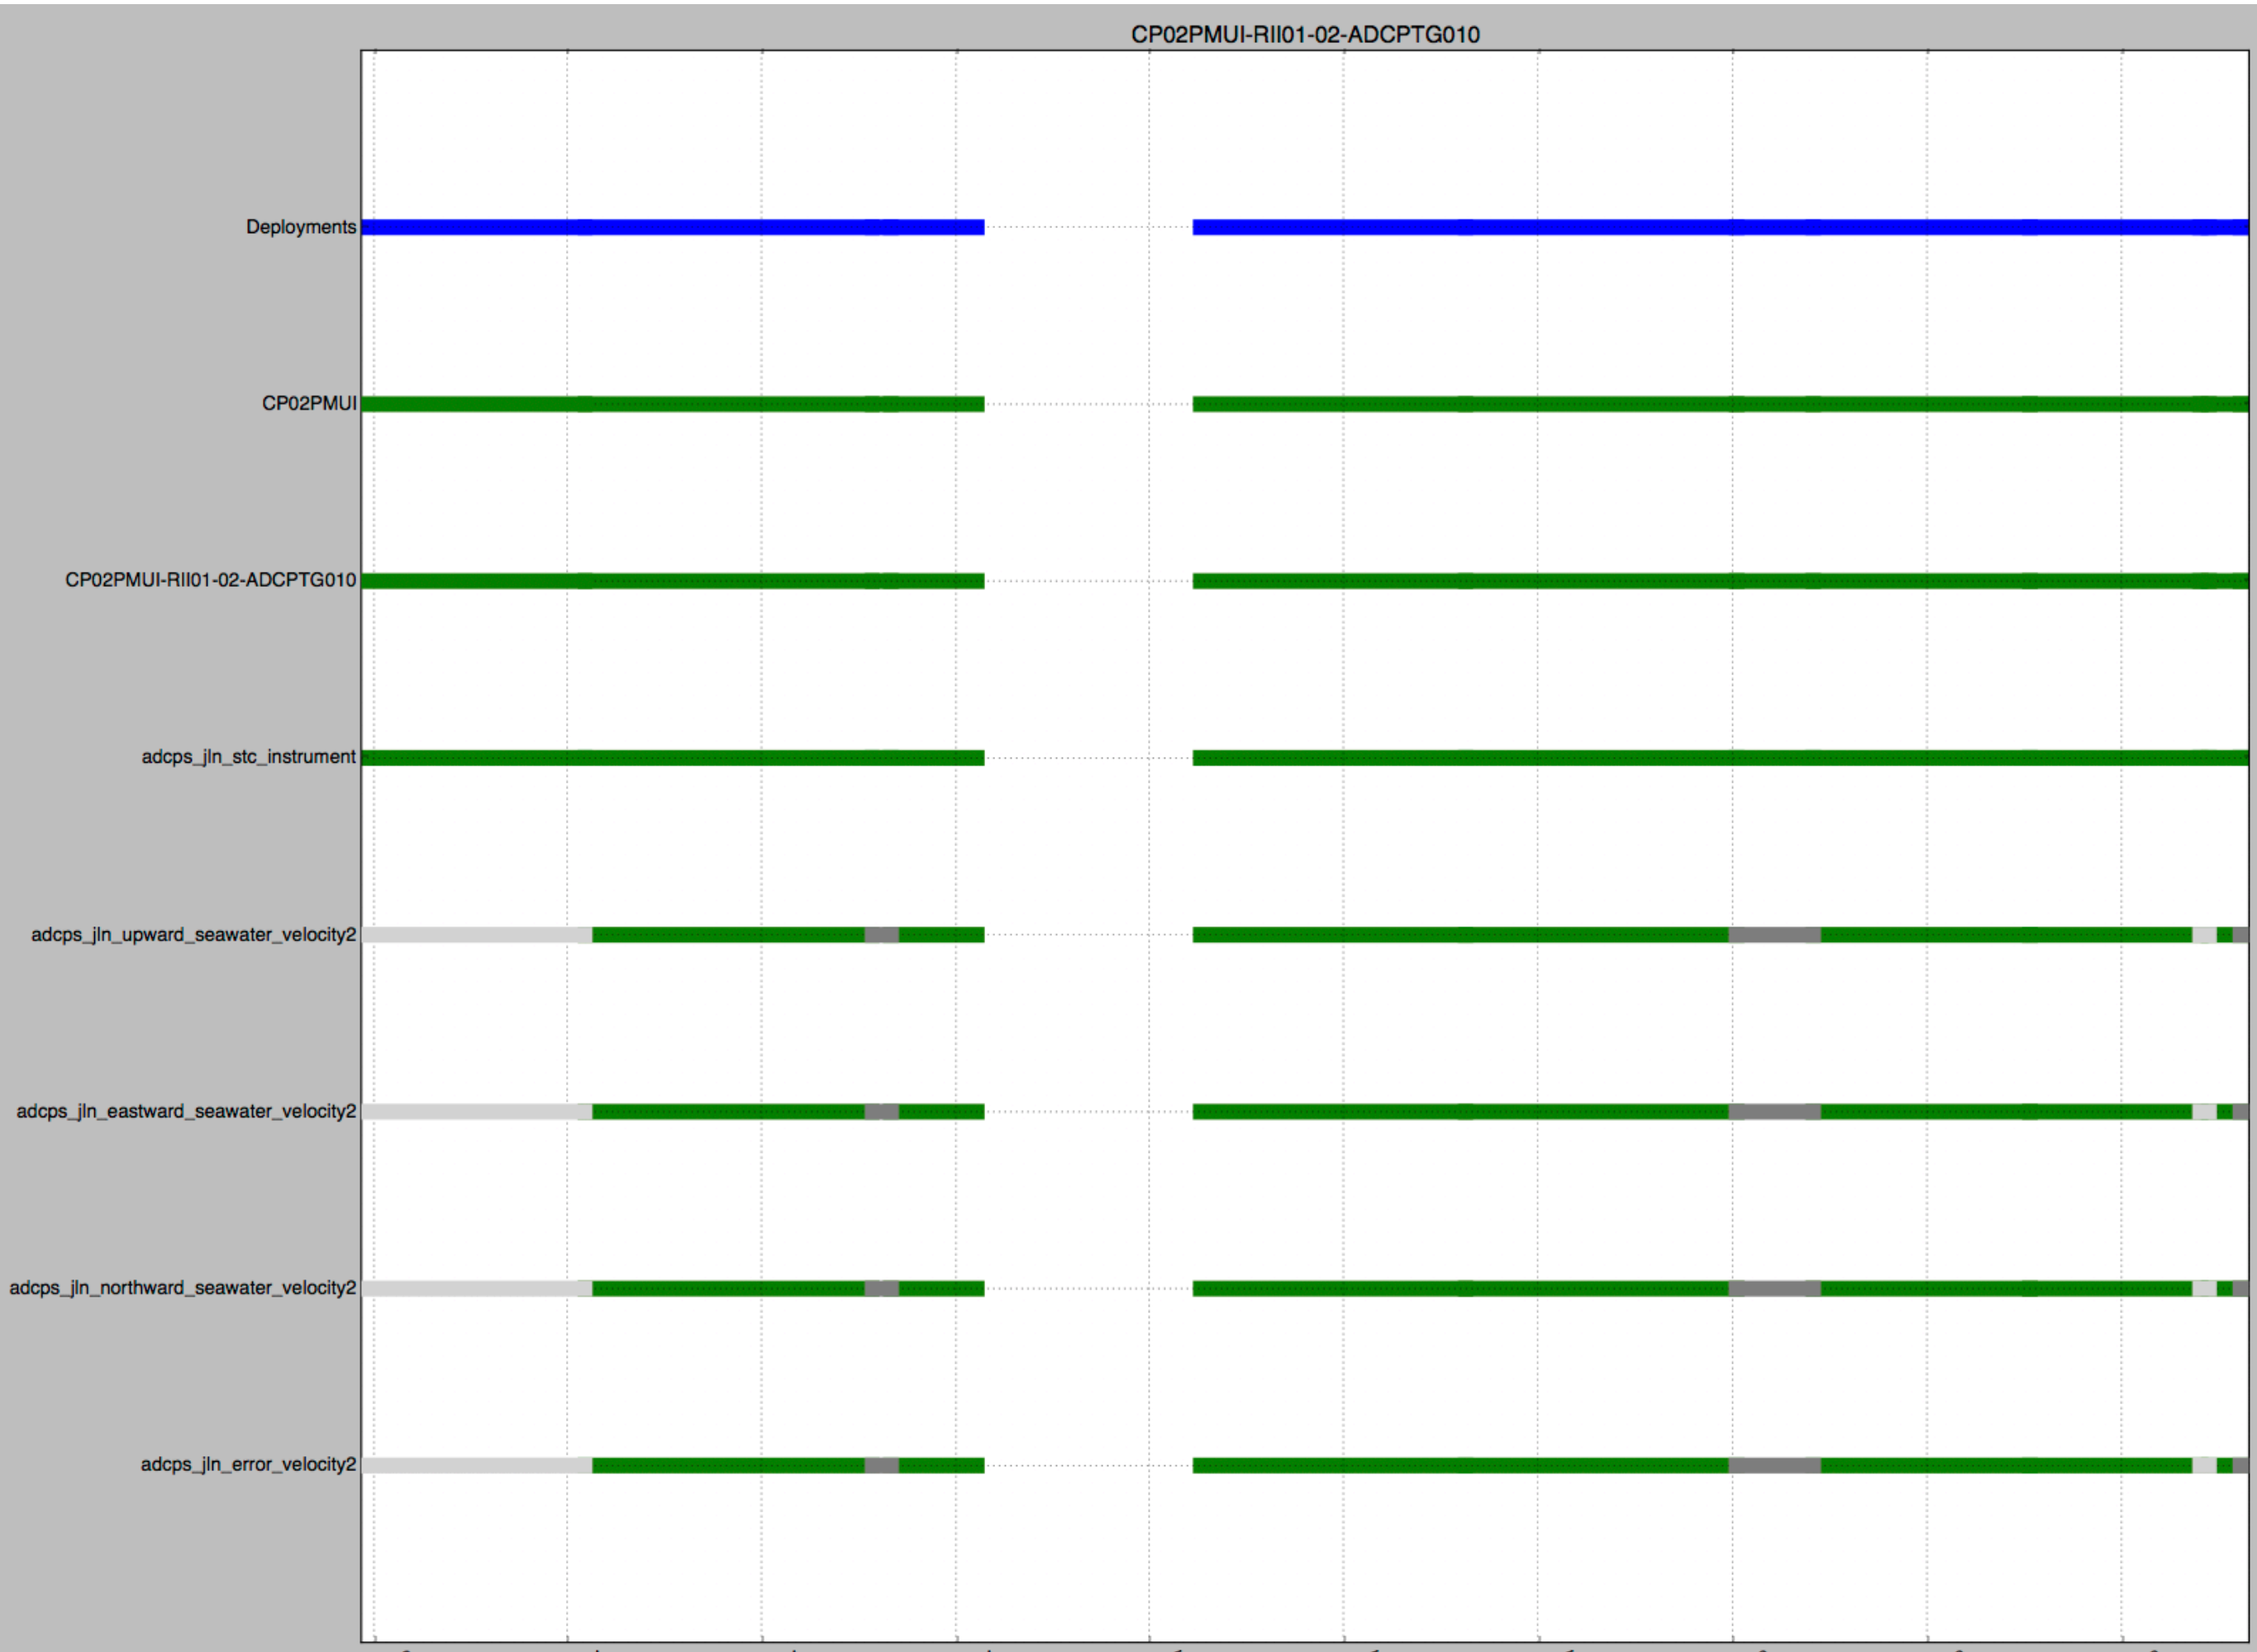 CP02PMUI-RII01-02-ADCPTG010
Deployments
CP02PMUI
CP02PMUI-RII01-02-ADCPTG010
adcps_jln_stc_instrument
adcps_jln_upward_seawater_velocity2
adcps_jln_eastward_seawater_velocity2
adcps_jln_northward_seawater_velocity2
adcps_jln_error_velocity2